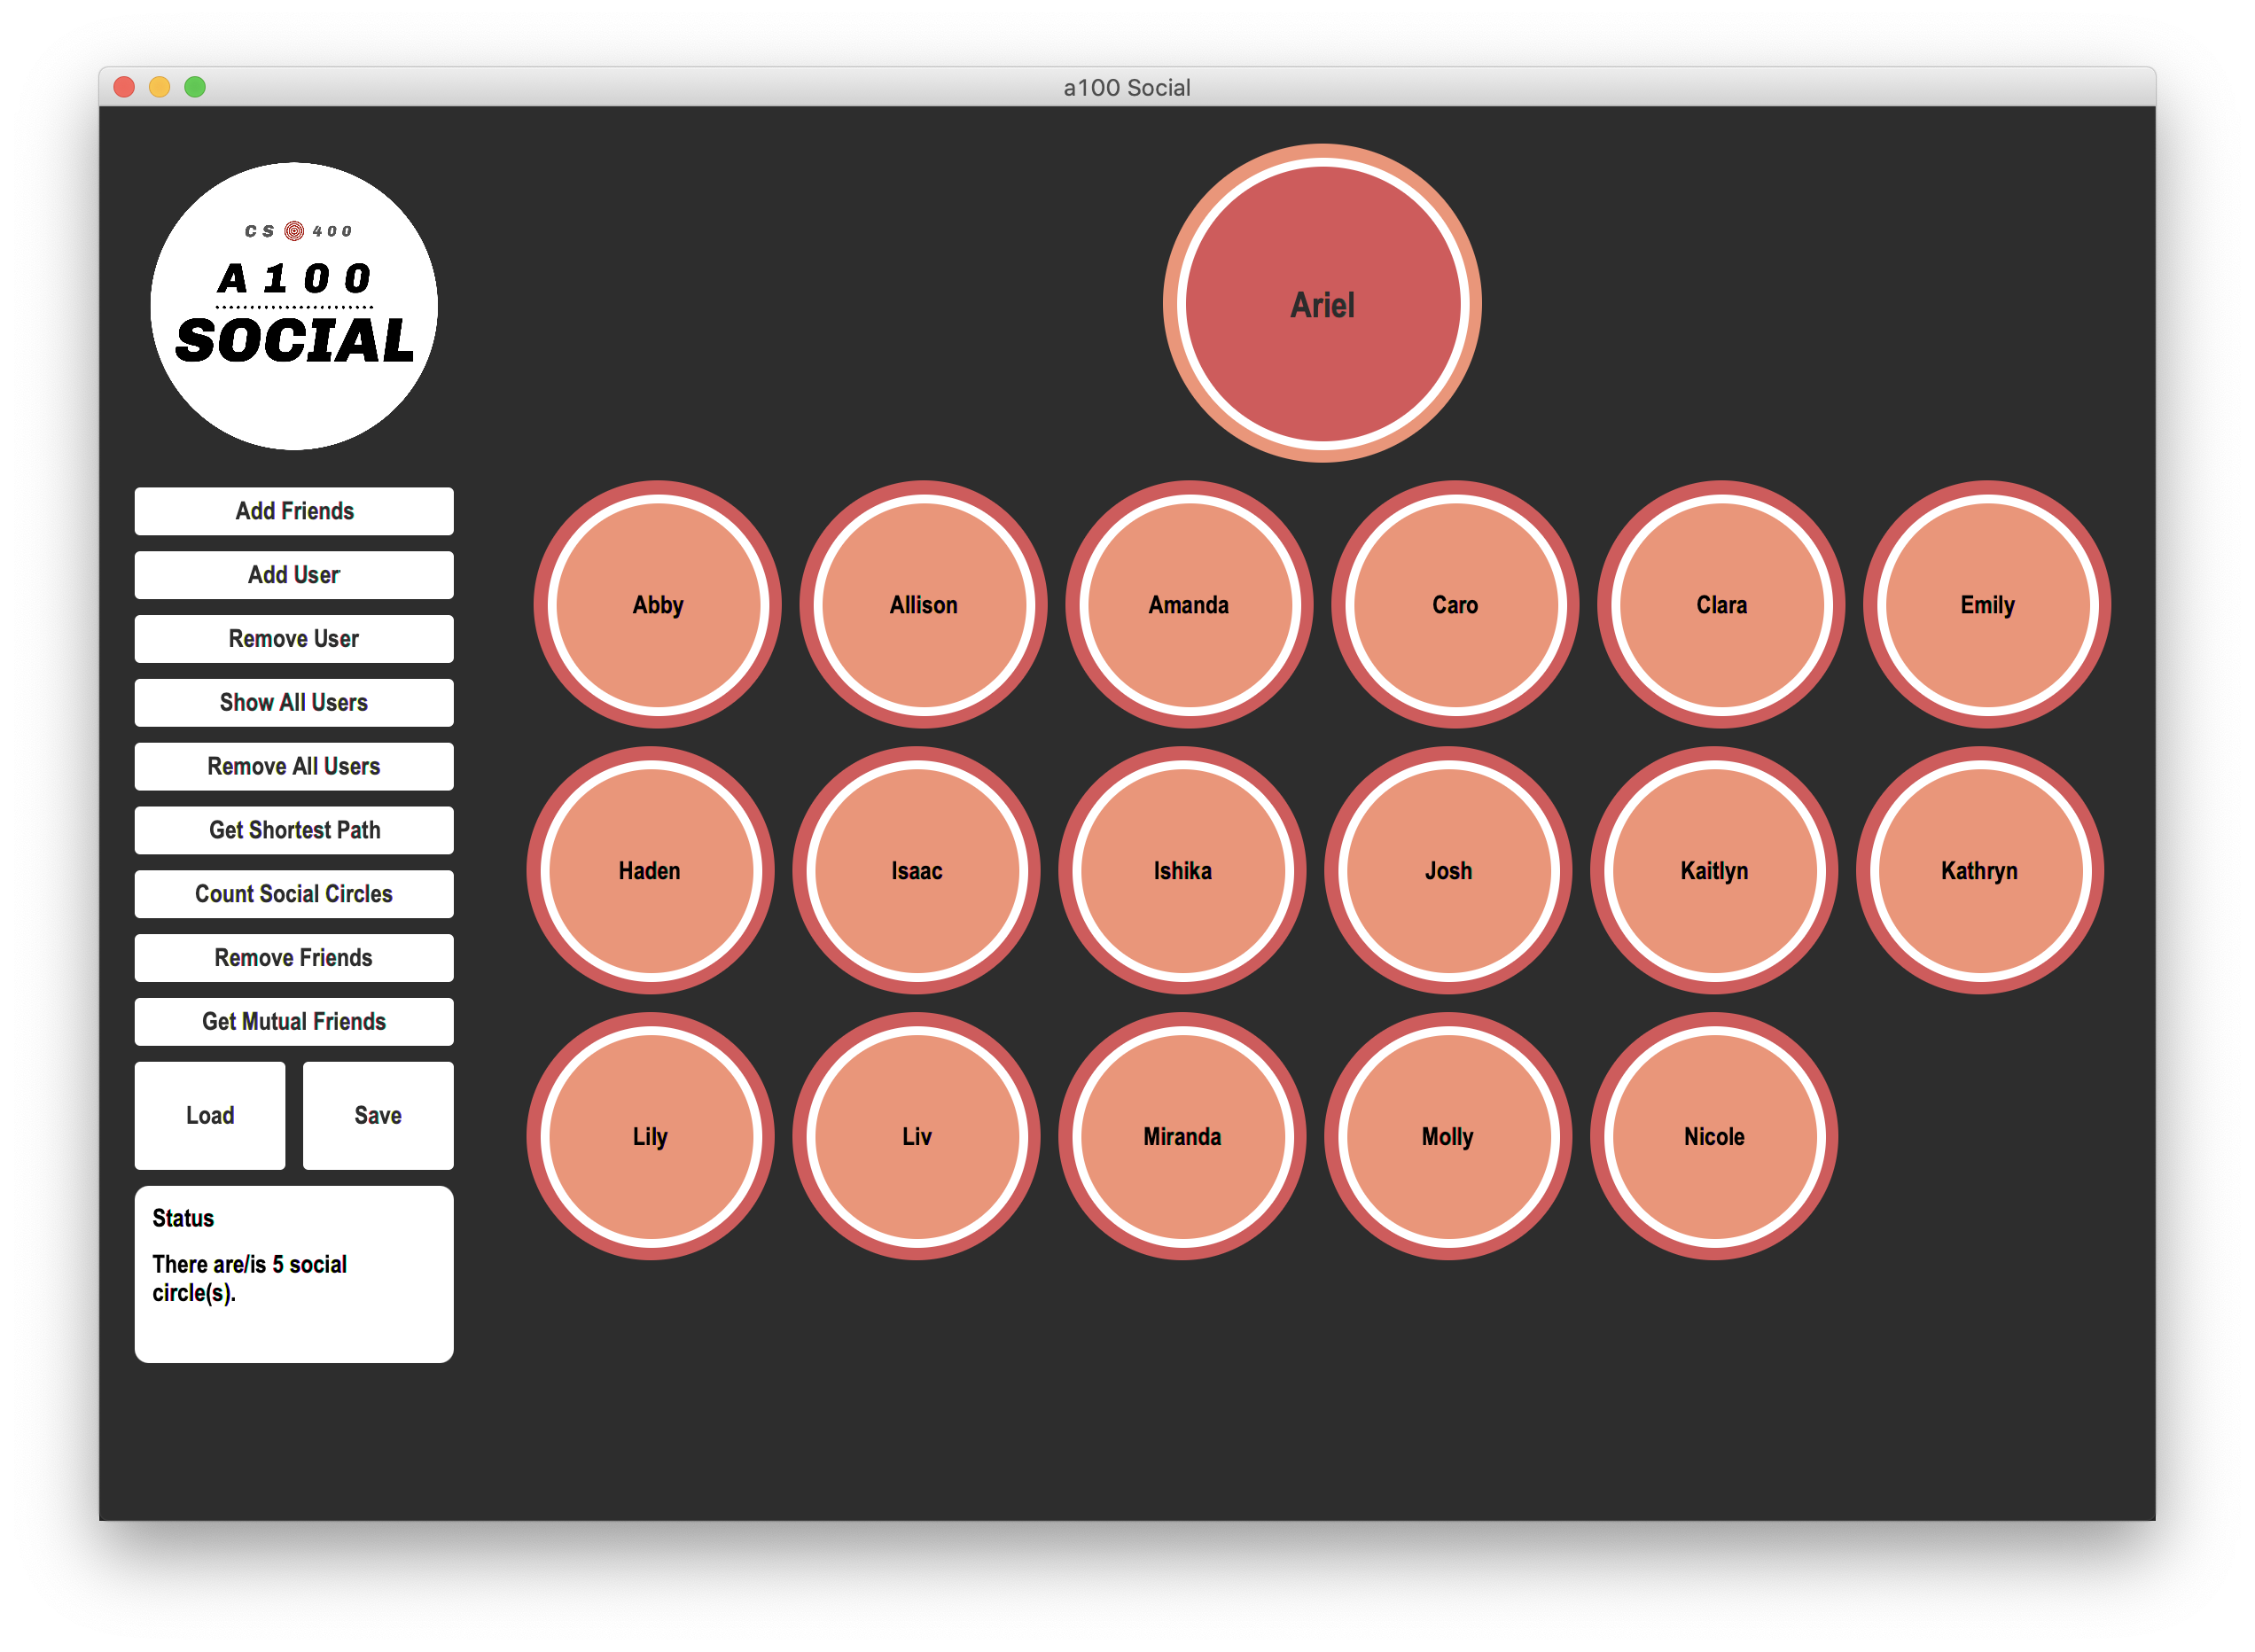 a100 Social
CS 400
A100
SOCIAL
Add Friends
Add User
Remove User
Show All Users
Remove All Users
Get Shortest Path
Count Social Circles
Remove Friends
Get Mutual Friends
Load Save
Status
There are/is 5 social
circle(s).
Ariel
Abby Allison Amanda Caro Clara Emily
Haden Isaac Ishika Josh Kaitlyn Kathryn
Lily Liv Miranda Molly Nicole